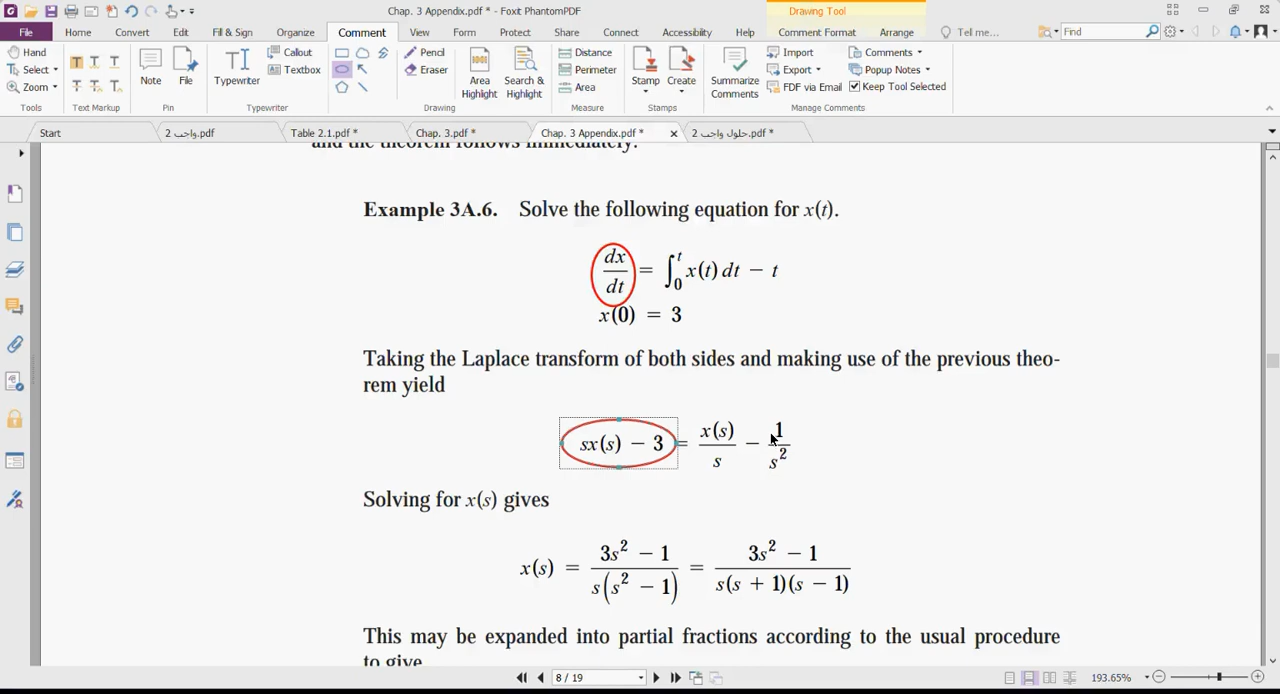 Chap. 3 Appendix.pdf * - Foxit PhantomPDF
Drawing Tool
File Home Convert Edit Fill & Sign Organize Comment View Form Protect Share Connect Accessibility Help Comment Format Arrange Tell me... Find
Hand
Select
Zoom
Tools
T T T
Text Markup
Note
File
Pin
Typewriter
Callout
Textbox
Typewriter
Pencil
Eraser
Drawing
Area Highlight
Search & Highlight
Distance
Perimeter
Area
Measure
Stamp
Create
Stamps
Summarize Comments
Import
Export
FDF via Email
Comments
Popup Notes
Keep Tool Selected
Manage Comments
Start
واجب 2.pdf
Table 2.1.pdf *
Chap. 3.pdf *
Chap. 3 Appendix.pdf *
حلول واجب 2.pdf *
and the theorem follows immediately.
Example 3A.6. Solve the following equation for x(t).
dx/dt = ∫₀ᵗ x(t) dt − t
x(0) = 3
Taking the Laplace transform of both sides and making use of the previous theo-
rem yield
sx(s) − 3 = x(s)/s − 1/s²
Solving for x(s) gives
x(s) = (3s² − 1)/(s(s² − 1)) = (3s² − 1)/(s(s + 1)(s − 1))
This may be expanded into partial fractions according to the usual procedure
to give
8 / 19
193.65%